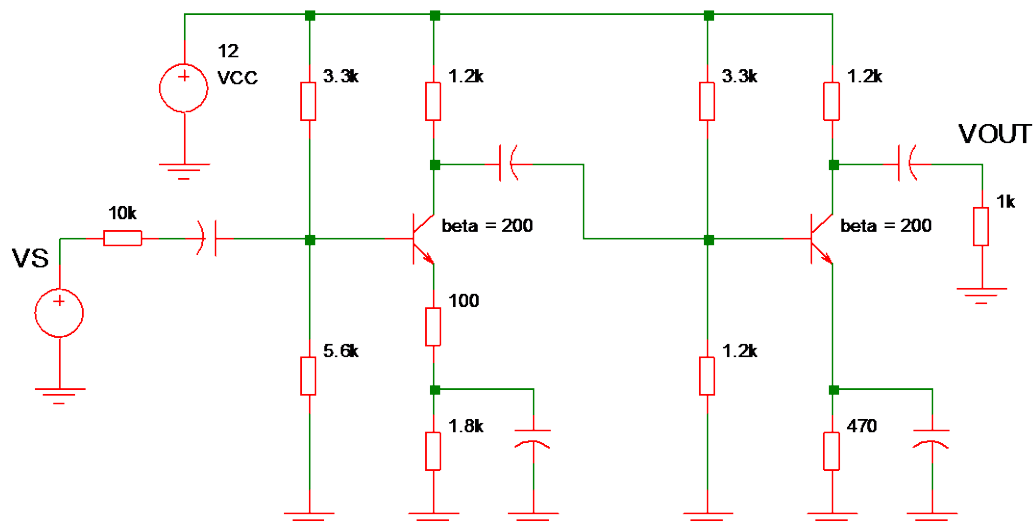 12
VCC
3.3k
1.2k
3.3k
1.2k
VOUT
10k
beta = 200
beta = 200
1k
VS
100
5.6k
1.2k
1.8k
470